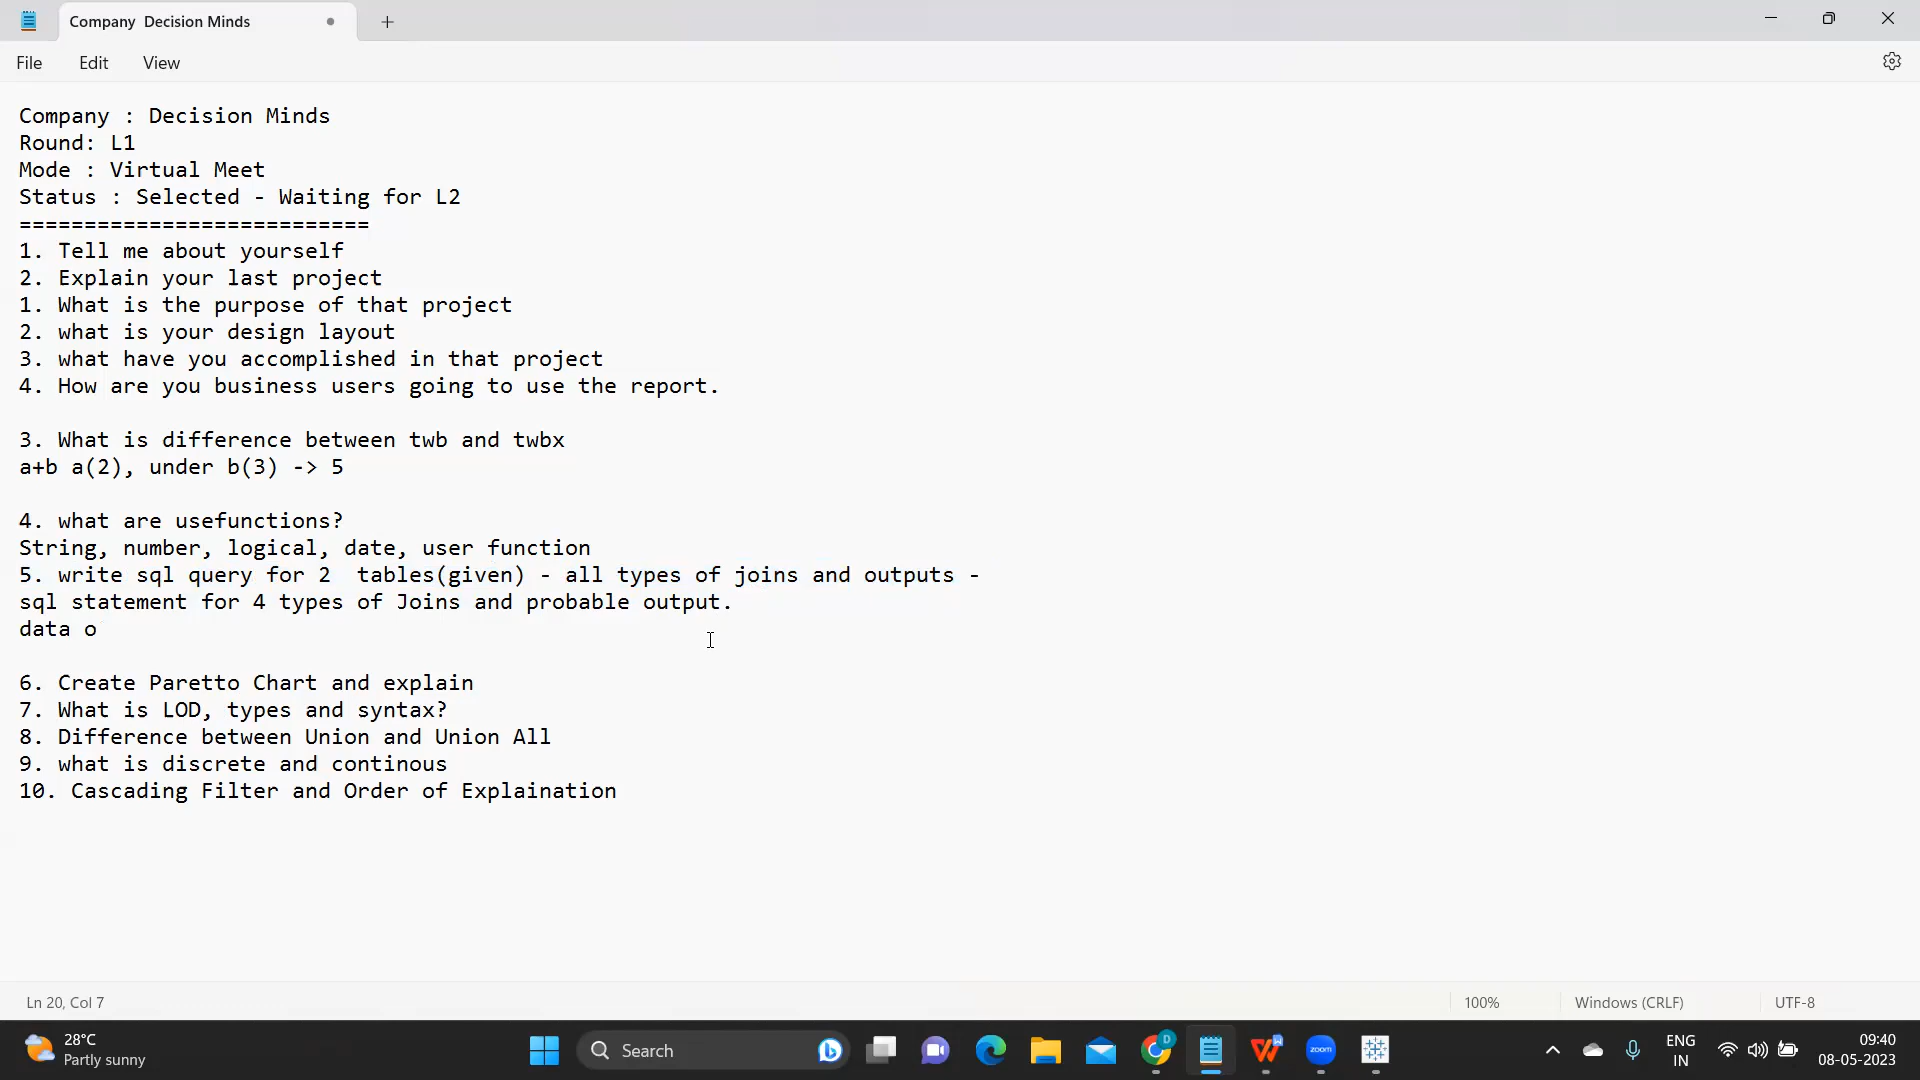 Company  Decision Minds
File
Edit
View
Company : Decision Minds
Round: L1
Mode : Virtual Meet
Status : Selected - Waiting for L2
===========================
1. Tell me about yourself
2. Explain your last project
1. What is the purpose of that project
2. what is your design layout
3. what have you accomplished in that project
4. How are you business users going to use the report.
3. What is difference between twb and twbx
a+b a(2), under b(3) -> 5
4. what are usefunctions?
String, number, logical, date, user function
5. write sql query for 2  tables(given) - all types of joins and outputs -
sql statement for 4 types of Joins and probable output.
data o
6. Create Paretto Chart and explain
7. What is LOD, types and syntax?
8. Difference between Union and Union All
9. what is discrete and continous
10. Cascading Filter and Order of Explaination
Ln 20, Col 7
100%
Windows (CRLF)
UTF-8
28°C
Partly sunny
Search
D
zoom
ENG
IN
09:40
08-05-2023